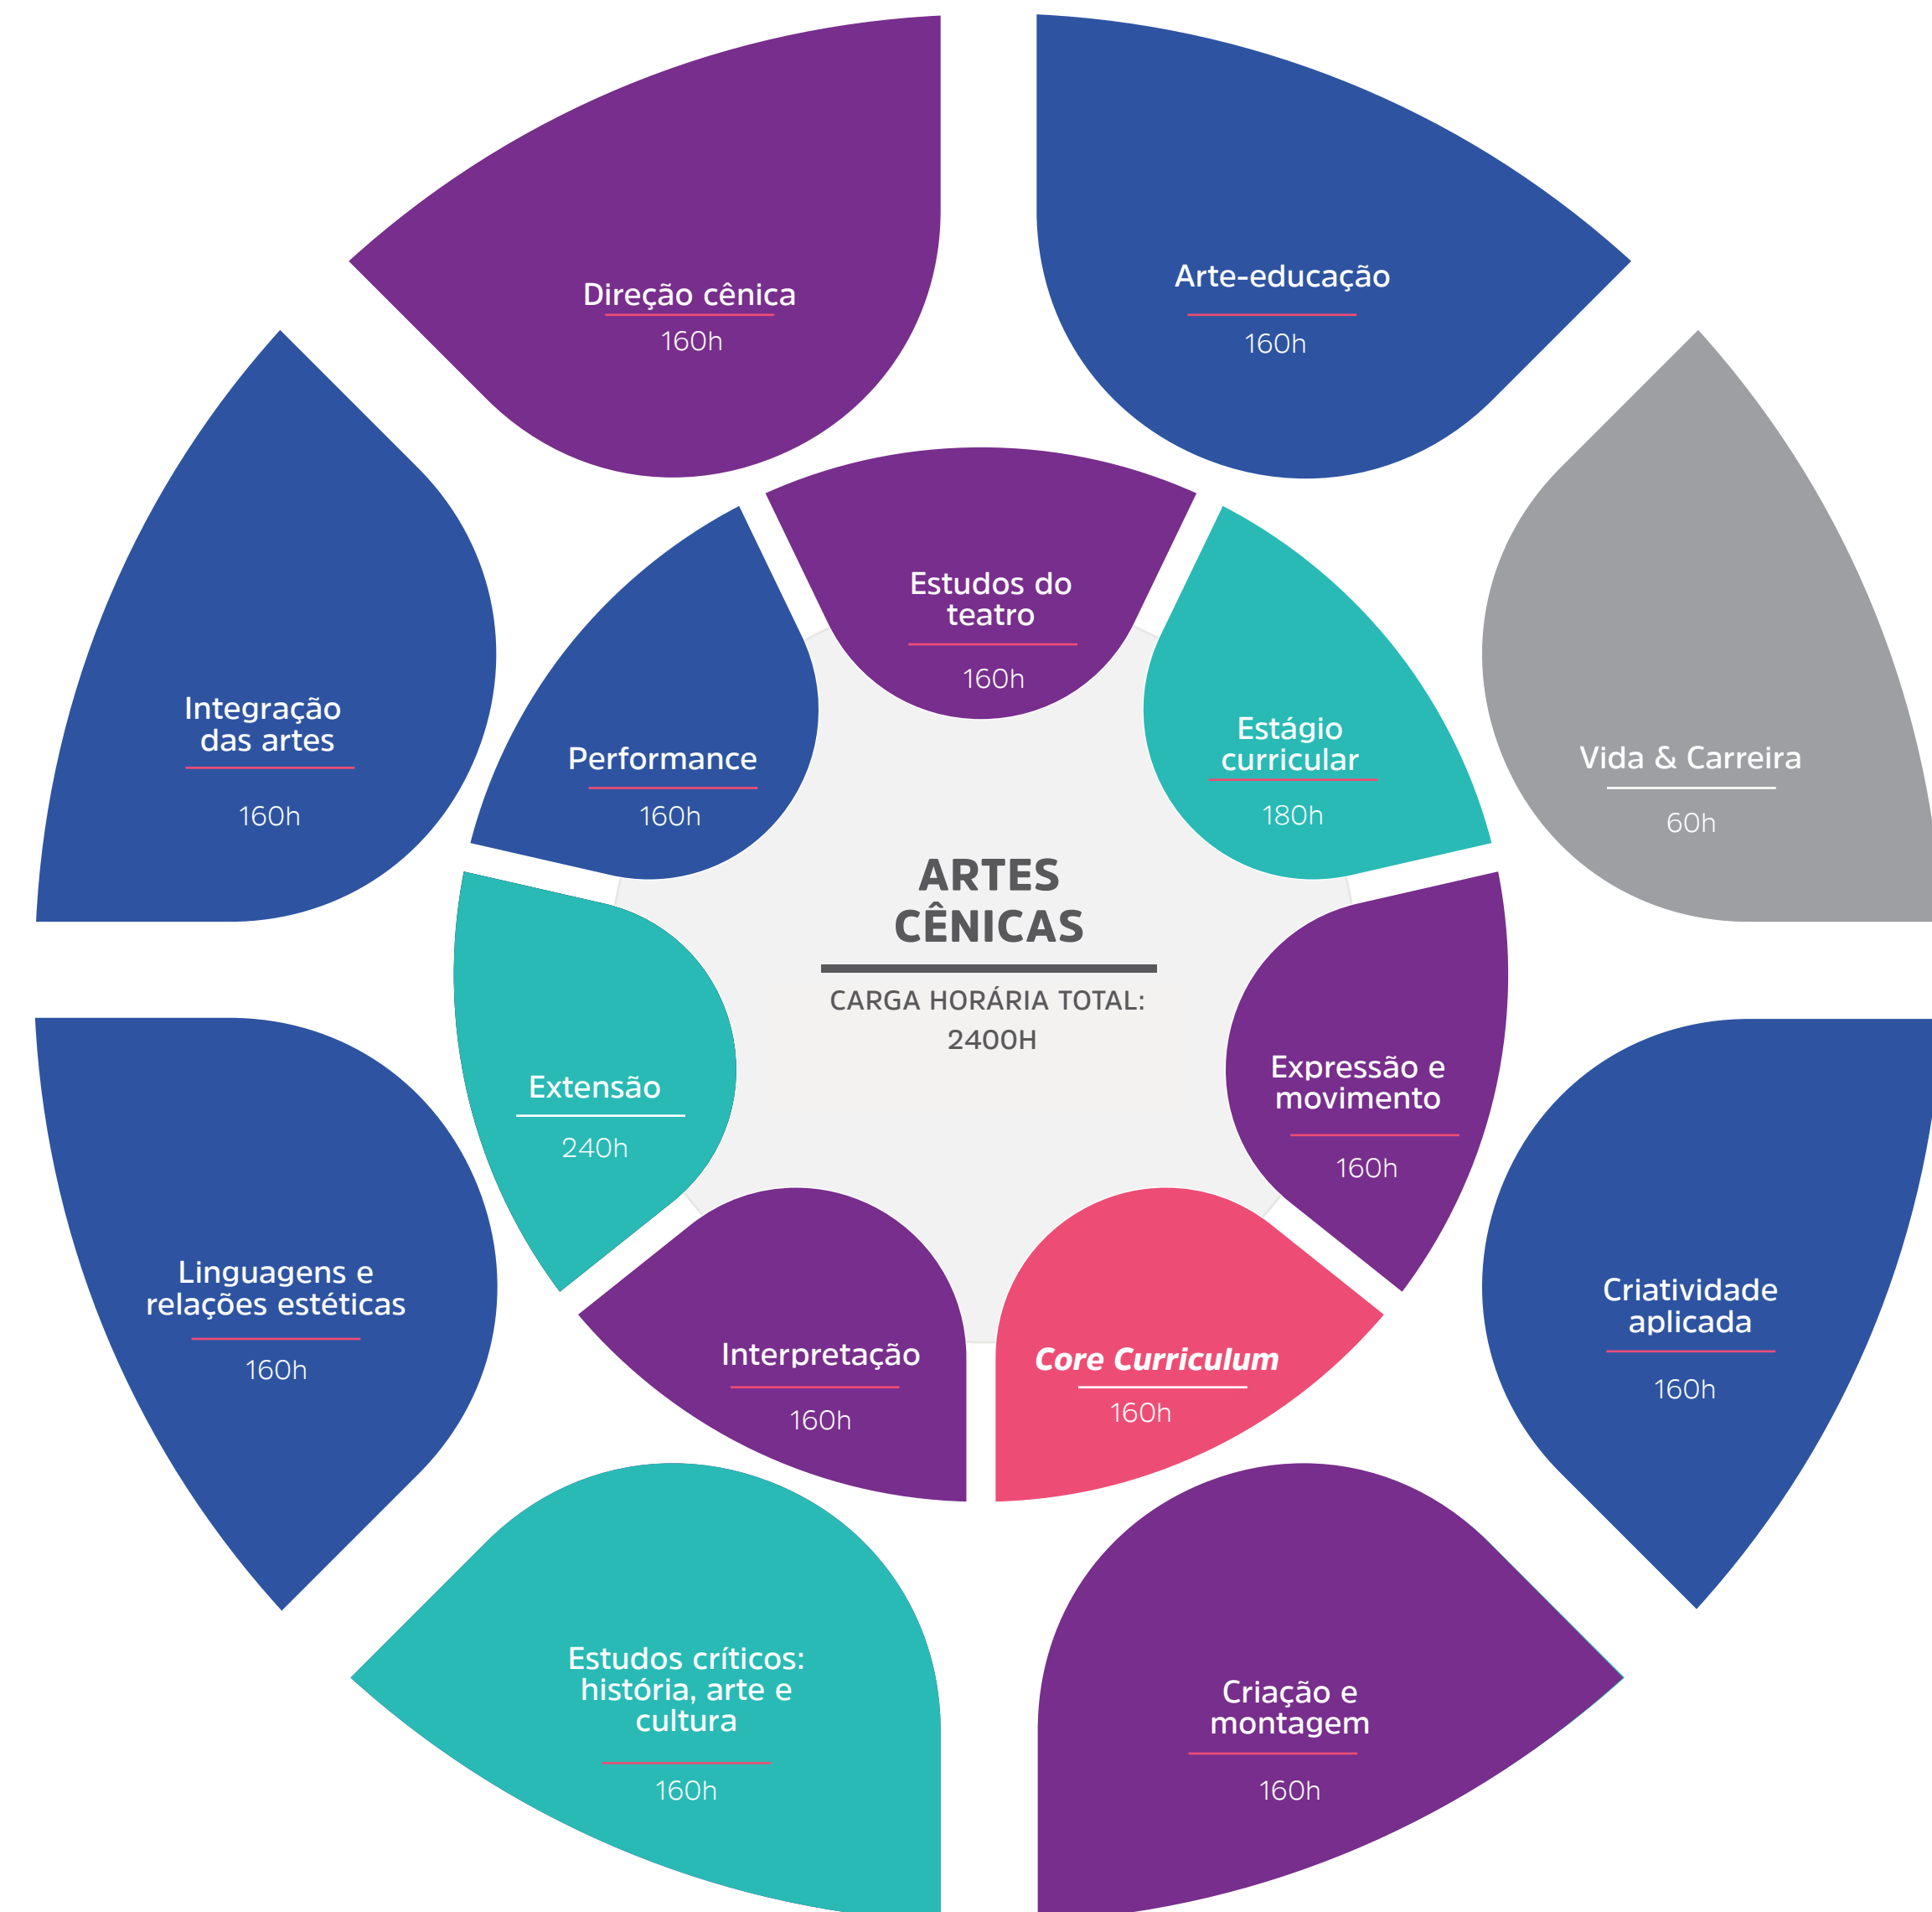 Direção cênica
160h
Arte-educação
160h
Integração
das artes
160h
Performance
160h
Estudos do
teatro
160h
Estágio
curricular
180h
Vida & Carreira
60h
ARTES
CÊNICAS
CARGA HORÁRIA TOTAL:
2400H
Extensão
240h
Expressão e
movimento
160h
Linguagens e
relações estéticas
160h
Interpretação
160h
Core Curriculum
160h
Criatividade
aplicada
160h
Estudos críticos:
história, arte e
cultura
160h
Criação e
montagem
160h